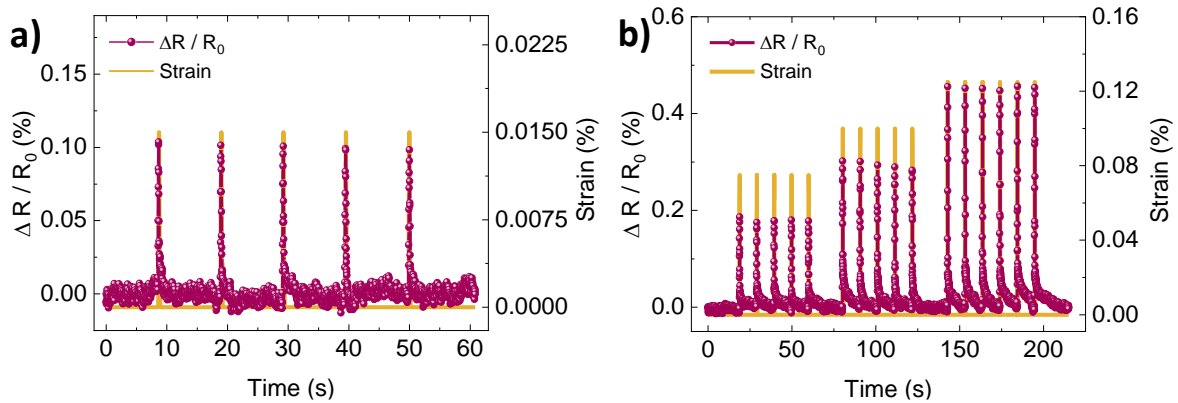 a)
ΔR / R₀
Strain
0.15
0.10
0.05
0.00
Δ R / R₀ (%)
0.0225
0.0150
0.0075
0.0000
Strain (%)
0 10 20 30 40 50 60
Time (s)
b)
ΔR / R₀
Strain
0.6
0.4
0.2
0.0
Δ R / R₀ (%)
0.16
0.12
0.08
0.04
0.00
Strain (%)
0 50 100 150 200
Time (s)